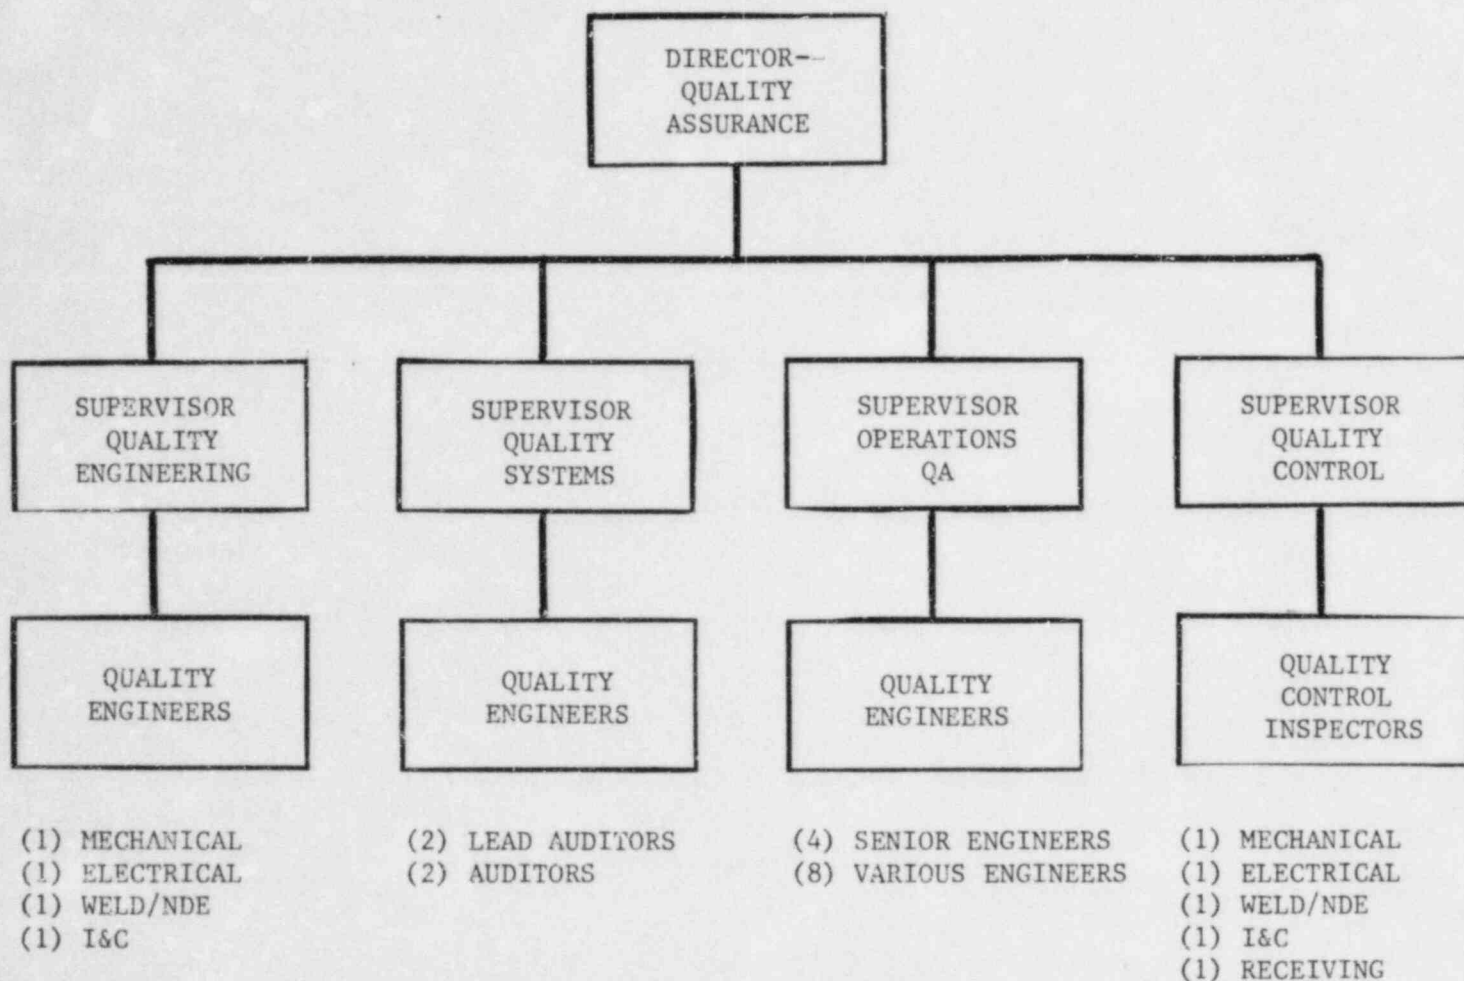 DIRECTOR-
QUALITY
ASSURANCE
SUPERVISOR
QUALITY
ENGINEERING
SUPERVISOR
QUALITY
SYSTEMS
SUPERVISOR
OPERATIONS
QA
SUPERVISOR
QUALITY
CONTROL
QUALITY
ENGINEERS
QUALITY
ENGINEERS
QUALITY
ENGINEERS
QUALITY
CONTROL
INSPECTORS
(1) MECHANICAL
(1) ELECTRICAL
(1) WELD/NDE
(1) I&C
(2) LEAD AUDITORS
(2) AUDITORS
(4) SENIOR ENGINEERS
(8) VARIOUS ENGINEERS
(1) MECHANICAL
(1) ELECTRICAL
(1) WELD/NDE
(1) I&C
(1) RECEIVING